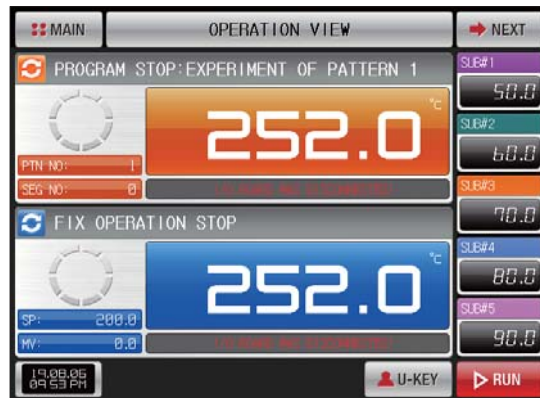 MAIN
OPERATION VIEW
NEXT
PROGRAM STOP:EXPERIMENT OF PATTERN 1
°C
252.0
PTN NO: 1
SEG NO: 0
FIX OPERATION STOP
°C
252.0
SP: 200.0
MV: 0.0
SUB#1
50.0
SUB#2
60.0
SUB#3
70.0
SUB#4
80.0
SUB#5
90.0
19.08.06
09:53 PM
U-KEY
RUN